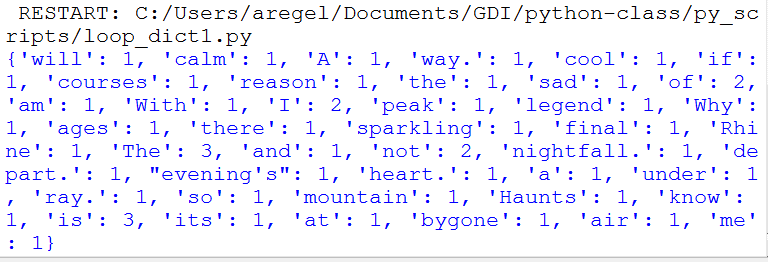 RESTART: C:/Users/aregel/Documents/GDI/python-class/py_sc
ripts/loop_dict1.py
{'will': 1, 'calm': 1, 'A': 1, 'way.': 1, 'cool': 1, 'if':
1, 'courses': 1, 'reason': 1, 'the': 1, 'sad': 1, 'of': 2,
'am': 1, 'With': 1, 'I': 2, 'peak': 1, 'legend': 1, 'Why':
1, 'ages': 1, 'there': 1, 'sparkling': 1, 'final': 1, 'Rhi
ne': 1, 'The': 3, 'and': 1, 'not': 2, 'nightfall.': 1, 'de
part.': 1, "evening's": 1, 'heart.': 1, 'a': 1, 'under': 1
, 'ray.': 1, 'so': 1, 'mountain': 1, 'Haunts': 1, 'know':
1, 'is': 3, 'its': 1, 'at': 1, 'bygone': 1, 'air': 1, 'me'
: 1}